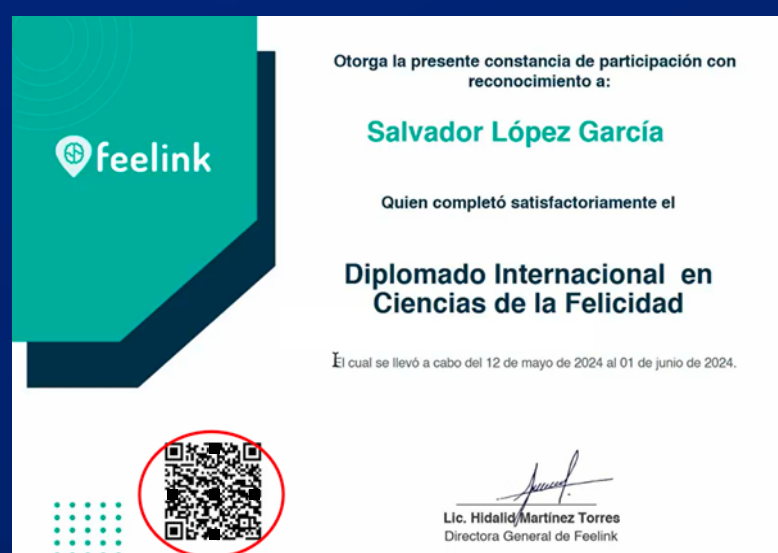 feelink
Otorga la presente constancia de participación con
reconocimiento a:
Salvador López García
Quien completó satisfactoriamente el
Diplomado Internacional en
Ciencias de la Felicidad
El cual se llevó a cabo del 12 de mayo de 2024 al 01 de junio de 2024.
Lic. Hidalid Martínez Torres
Directora General de Feelink